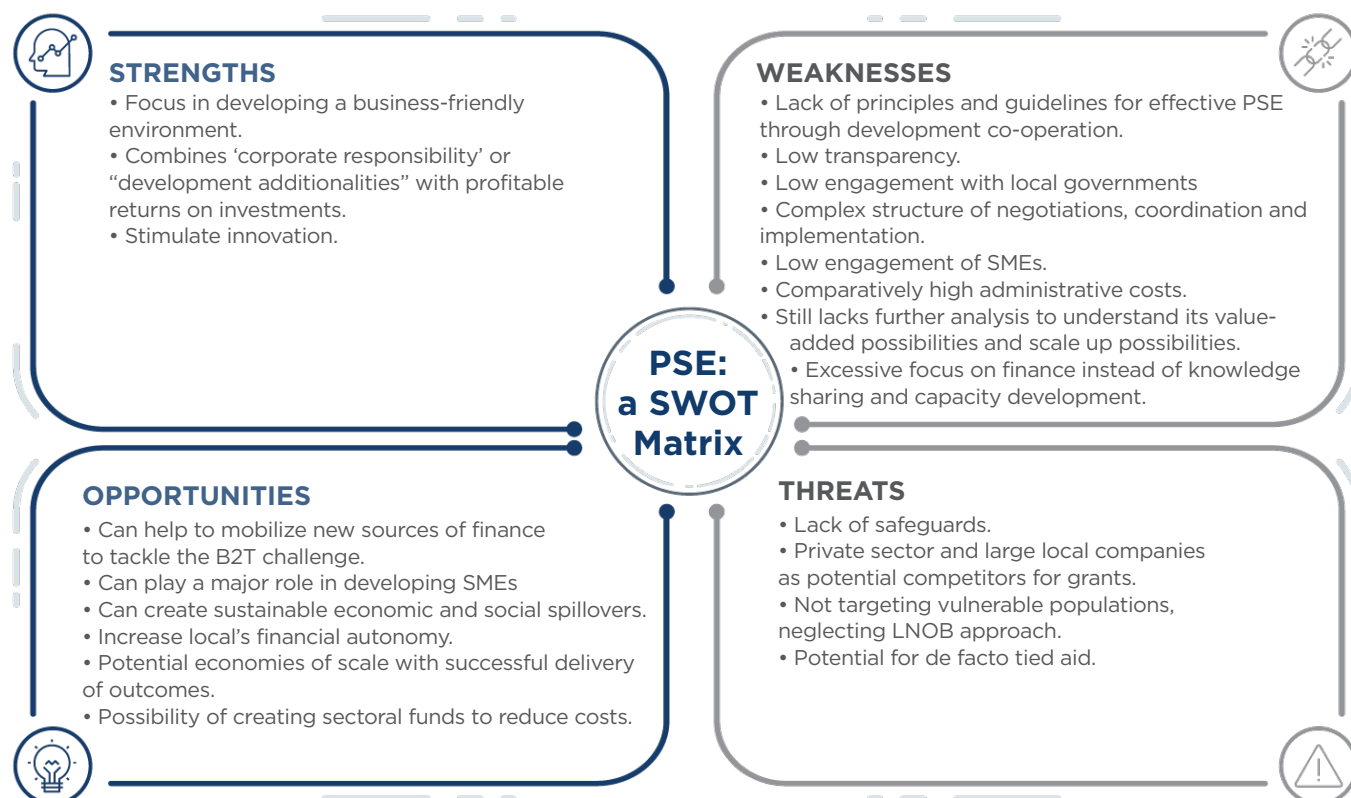 STRENGTHS
• Focus in developing a business-friendly
environment.
• Combines ‘corporate responsibility’ or
“development additionalities” with profitable
returns on investments.
• Stimulate innovation.
WEAKNESSES
• Lack of principles and guidelines for effective PSE
through development co-operation.
• Low transparency.
• Low engagement with local governments
• Complex structure of negotiations, coordination and
implementation.
• Low engagement of SMEs.
• Comparatively high administrative costs.
• Still lacks further analysis to understand its value-
added possibilities and scale up possibilities.
• Excessive focus on finance instead of knowledge
sharing and capacity development.
PSE:
a SWOT
Matrix
OPPORTUNITIES
• Can help to mobilize new sources of finance
to tackle the B2T challenge.
• Can play a major role in developing SMEs
• Can create sustainable economic and social spillovers.
• Increase local’s financial autonomy.
• Potential economies of scale with successful delivery
of outcomes.
• Possibility of creating sectoral funds to reduce costs.
THREATS
• Lack of safeguards.
• Private sector and large local companies
as potential competitors for grants.
• Not targeting vulnerable populations,
neglecting LNOB approach.
• Potential for de facto tied aid.